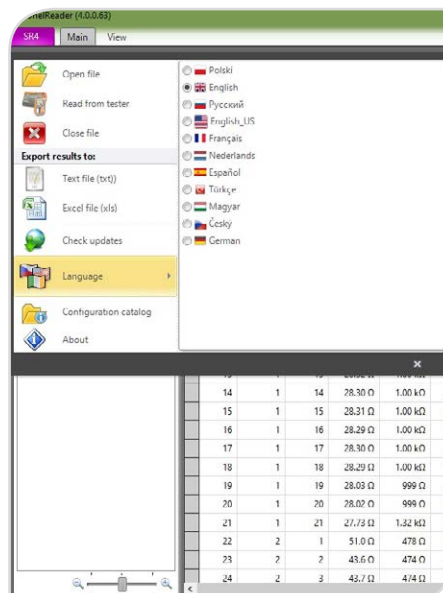 nelReader (4.0.0.63)
SR4 Main View
Open file
Read from tester
Close file
Export results to:
Text file (txt))
Excel file (xls)
Check updates
Language
Configuration catalog
About
Polski
English
Русский
English_US
Français
Nederlands
Español
Türkçe
Magyar
Český
German
14 1 14 28.30 Ω 1.00 kΩ
15 1 15 28.31 Ω 1.00 kΩ
16 1 16 28.29 Ω 1.00 kΩ
17 1 17 28.30 Ω 1.00 kΩ
18 1 18 28.29 Ω 1.00 kΩ
19 1 19 28.03 Ω 999 Ω
20 1 20 28.02 Ω 999 Ω
21 1 21 27.73 Ω 1.32 kΩ
22 2 1 51.0 Ω 478 Ω
23 2 2 43.6 Ω 474 Ω
24 2 3 43.7 Ω 474 Ω